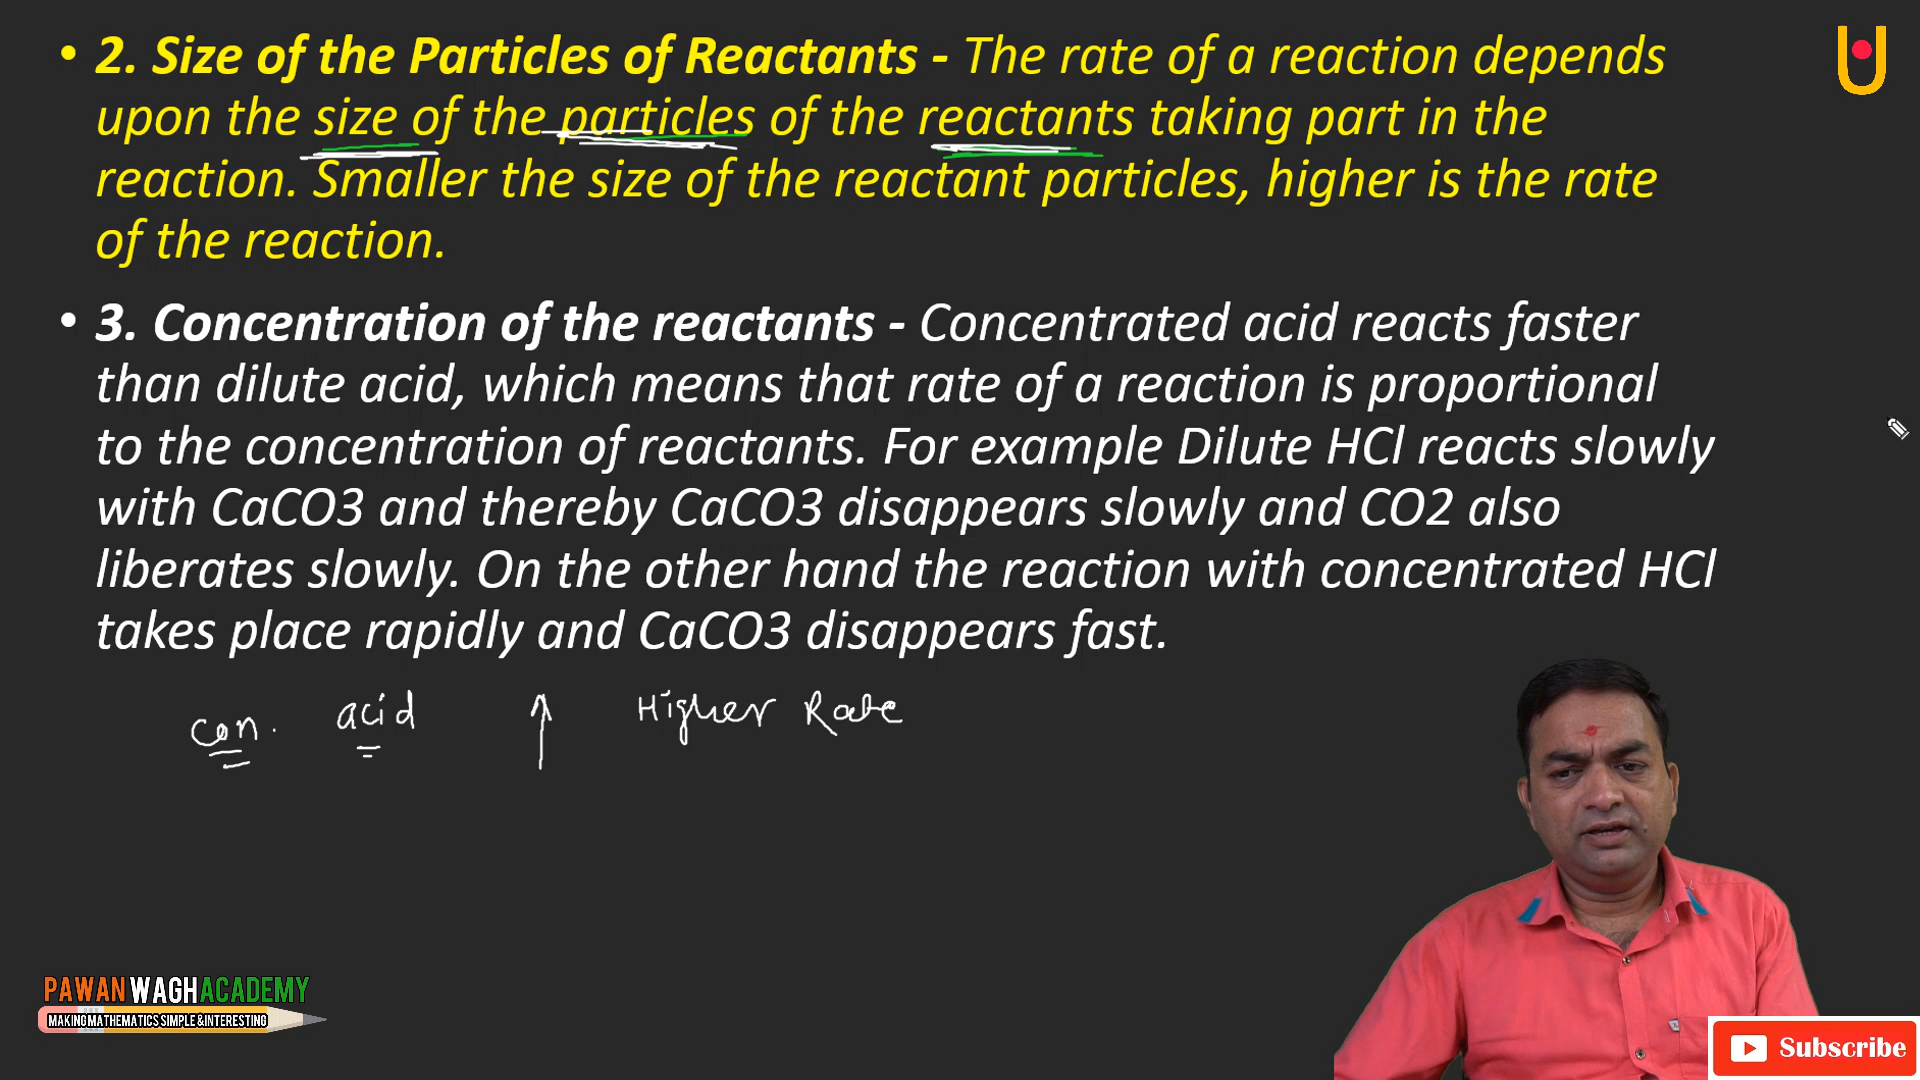 • 2. Size of the Particles of Reactants - The rate of a reaction depends
upon the size of the particles of the reactants taking part in the
reaction. Smaller the size of the reactant particles, higher is the rate
of the reaction.
• 3. Concentration of the reactants - Concentrated acid reacts faster
than dilute acid, which means that rate of a reaction is proportional
to the concentration of reactants. For example Dilute HCl reacts slowly
with CaCO3 and thereby CaCO3 disappears slowly and CO2 also
liberates slowly. On the other hand the reaction with concentrated HCl
takes place rapidly and CaCO3 disappears fast.
con. acid ↑ Higher Rate
PAWAN WAGH ACADEMY
MAKING MATHEMATICS SIMPLE & INTERESTING
Subscribe